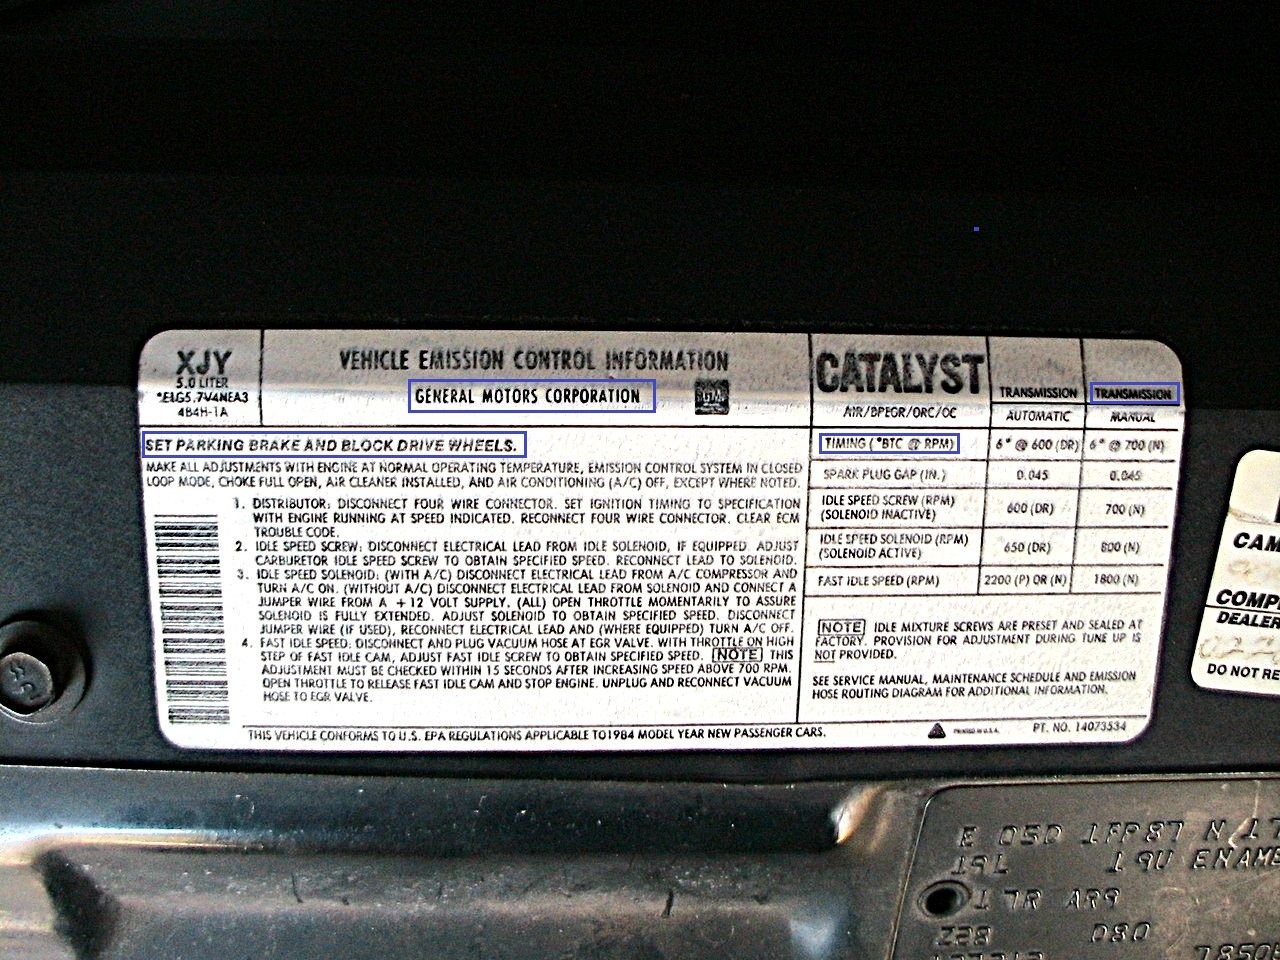 XJY
5.0 LITER
4B4H-1A
VEHICLE EMISSION CONTROL INFORMATION
GENERAL MOTORS CORPORATION
GM
CATALYST
AIR/BPEGR/ORC/OC
TRANSMISSION
AUTOMATIC
TRANSMISSION
MANUAL
SET PARKING BRAKE AND BLOCK DRIVE WHEELS.
MAKE ALL ADJUSTMENTS WITH ENGINE AT NORMAL OPERATING TEMPERATURE, EMISSION CONTROL SYSTEM IN CLOSED
LOOP MODE, CHOKE FULL OPEN, AIR CLEANER INSTALLED, AND AIR CONDITIONING (A/C) OFF, EXCEPT WHERE NOTED.
1. DISTRIBUTOR: DISCONNECT FOUR WIRE CONNECTOR. SET IGNITION TIMING TO SPECIFICATION
WITH ENGINE RUNNING AT SPEED INDICATED. RECONNECT FOUR WIRE CONNECTOR. CLEAR ECM
TROUBLE CODE.
2. IDLE SPEED SCREW: DISCONNECT ELECTRICAL LEAD FROM IDLE SOLENOID, IF EQUIPPED. ADJUST
CARBURETOR IDLE SPEED SCREW TO OBTAIN SPECIFIED SPEED. RECONNECT LEAD TO SOLENOID.
3. IDLE SPEED SOLENOID: (WITH A/C) DISCONNECT ELECTRICAL LEAD FROM A/C COMPRESSOR AND
TURN A/C ON. (WITHOUT A/C) DISCONNECT ELECTRICAL LEAD FROM SOLENOID AND CONNECT A
JUMPER WIRE FROM A +12 VOLT SUPPLY. (ALL) OPEN THROTTLE MOMENTARILY TO ASSURE
SOLENOID IS FULLY EXTENDED. ADJUST SOLENOID TO OBTAIN SPECIFIED SPEED. DISCONNECT
JUMPER WIRE (IF USED), RECONNECT ELECTRICAL LEAD AND (WHERE EQUIPPED) TURN A/C OFF.
4. FAST IDLE SPEED: DISCONNECT AND PLUG VACUUM HOSE AT EGR VALVE. WITH THROTTLE ON HIGH
STEP OF FAST IDLE CAM, ADJUST FAST IDLE SCREW TO OBTAIN SPECIFIED SPEED. NOTE THIS
ADJUSTMENT MUST BE CHECKED WITHIN 15 SECONDS AFTER INCREASING SPEED ABOVE 700 RPM.
OPEN THROTTLE TO RELEASE FAST IDLE CAM AND STOP ENGINE. UNPLUG AND RECONNECT VACUUM
HOSE TO EGR VALVE.
TIMING (°BTC @ RPM) 6° @ 600 (DR) 6° @ 700 (N)
SPARK PLUG GAP (IN.) 0.045 0.045
IDLE SPEED SCREW (RPM)
(SOLENOID INACTIVE) 600 (DR) 700 (N)
IDLE SPEED SOLENOID (RPM)
(SOLENOID ACTIVE) 650 (DR) 800 (N)
FAST IDLE SPEED (RPM) 2200 (P) OR (N) 1800 (N)
NOTE IDLE MIXTURE SCREWS ARE PRESET AND SEALED AT
FACTORY. PROVISION FOR ADJUSTMENT DURING TUNE UP IS
NOT PROVIDED.
SEE SERVICE MANUAL, MAINTENANCE SCHEDULE AND EMISSION
HOSE ROUTING DIAGRAM FOR ADDITIONAL INFORMATION.
THIS VEHICLE CONFORMS TO U.S. EPA REGULATIONS APPLICABLE TO 1984 MODEL YEAR NEW PASSENGER CARS.
PRINTED IN U.S.A.
PT. NO. 14073534
CAM
COMP
DEALER
DO NOT RE
E 05D 1FP87 N 17
19L 19U ENAME
17R AR9
Z28 D80